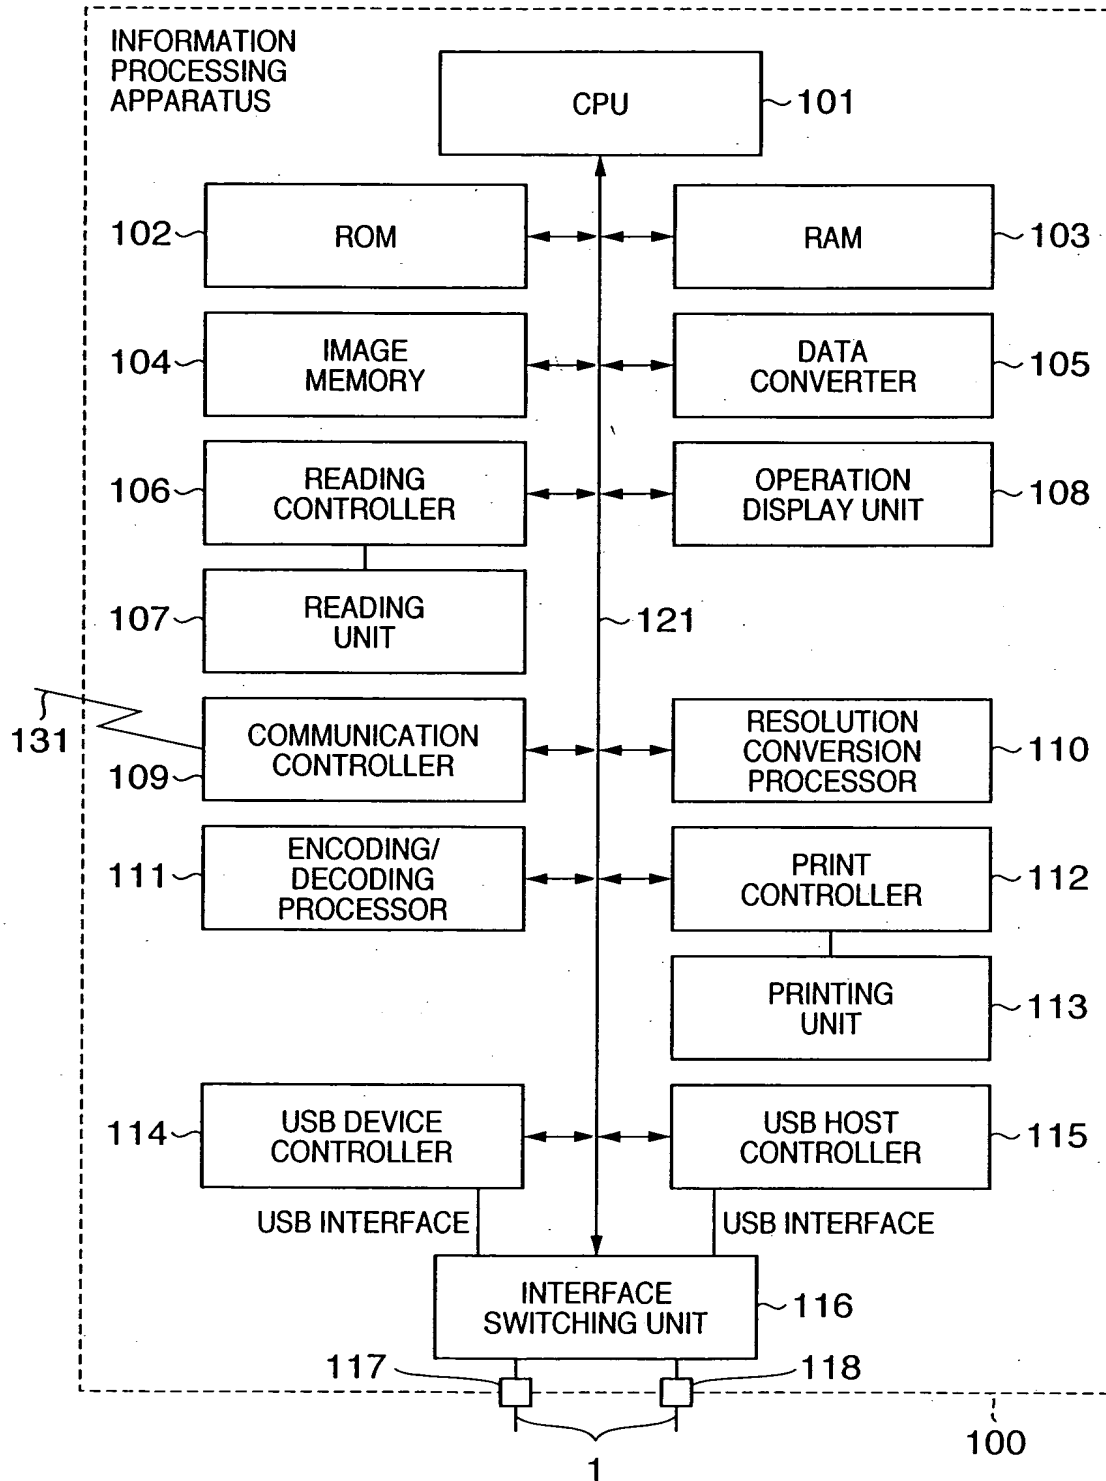 INFORMATION
PROCESSING
APPARATUS
CPU
101
102
ROM
RAM
103
104
IMAGE
MEMORY
DATA
CONVERTER
105
106
READING
CONTROLLER
OPERATION
DISPLAY UNIT
108
107
READING
UNIT
121
131
109
COMMUNICATION
CONTROLLER
RESOLUTION
CONVERSION
PROCESSOR
110
111
ENCODING/
DECODING
PROCESSOR
PRINT
CONTROLLER
112
PRINTING
UNIT
113
114
USB DEVICE
CONTROLLER
USB HOST
CONTROLLER
115
USB INTERFACE
USB INTERFACE
INTERFACE
SWITCHING UNIT
116
117
118
1
100